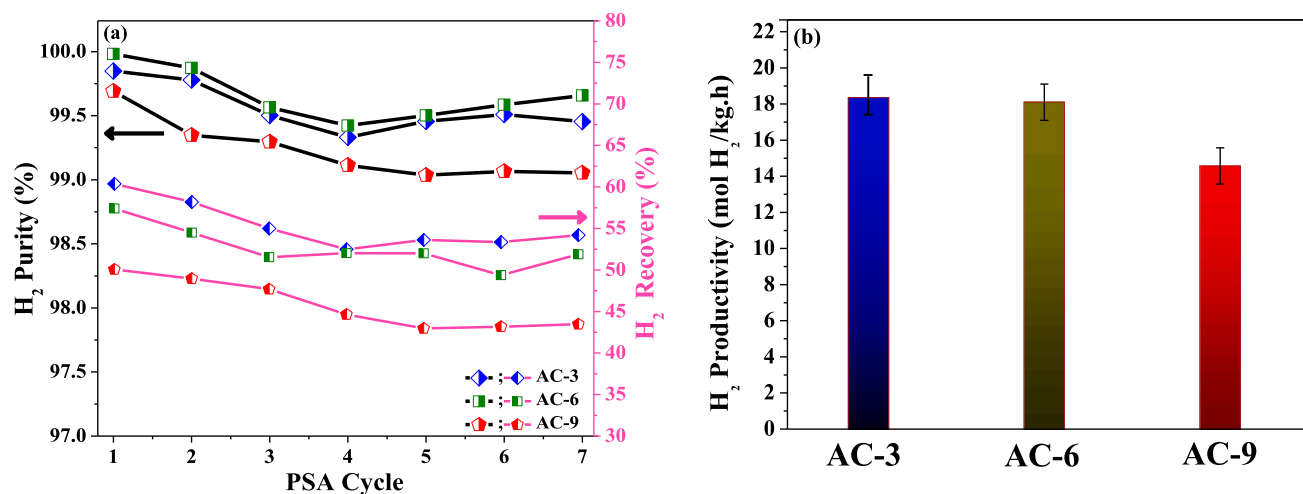 (a)
H₂ Purity (%)
100.0
99.5
99.0
98.5
98.0
97.5
97.0
1 2 3 4 5 6 7
PSA Cycle
80
75
70
65
60
55
50
45
40
35
30
H₂ Recovery (%)
; AC-3
; AC-6
; AC-9
(b)
H₂ Productivity (mol H₂/kg.h)
22
20
18
16
14
12
10
8
6
4
2
0
AC-3 AC-6 AC-9